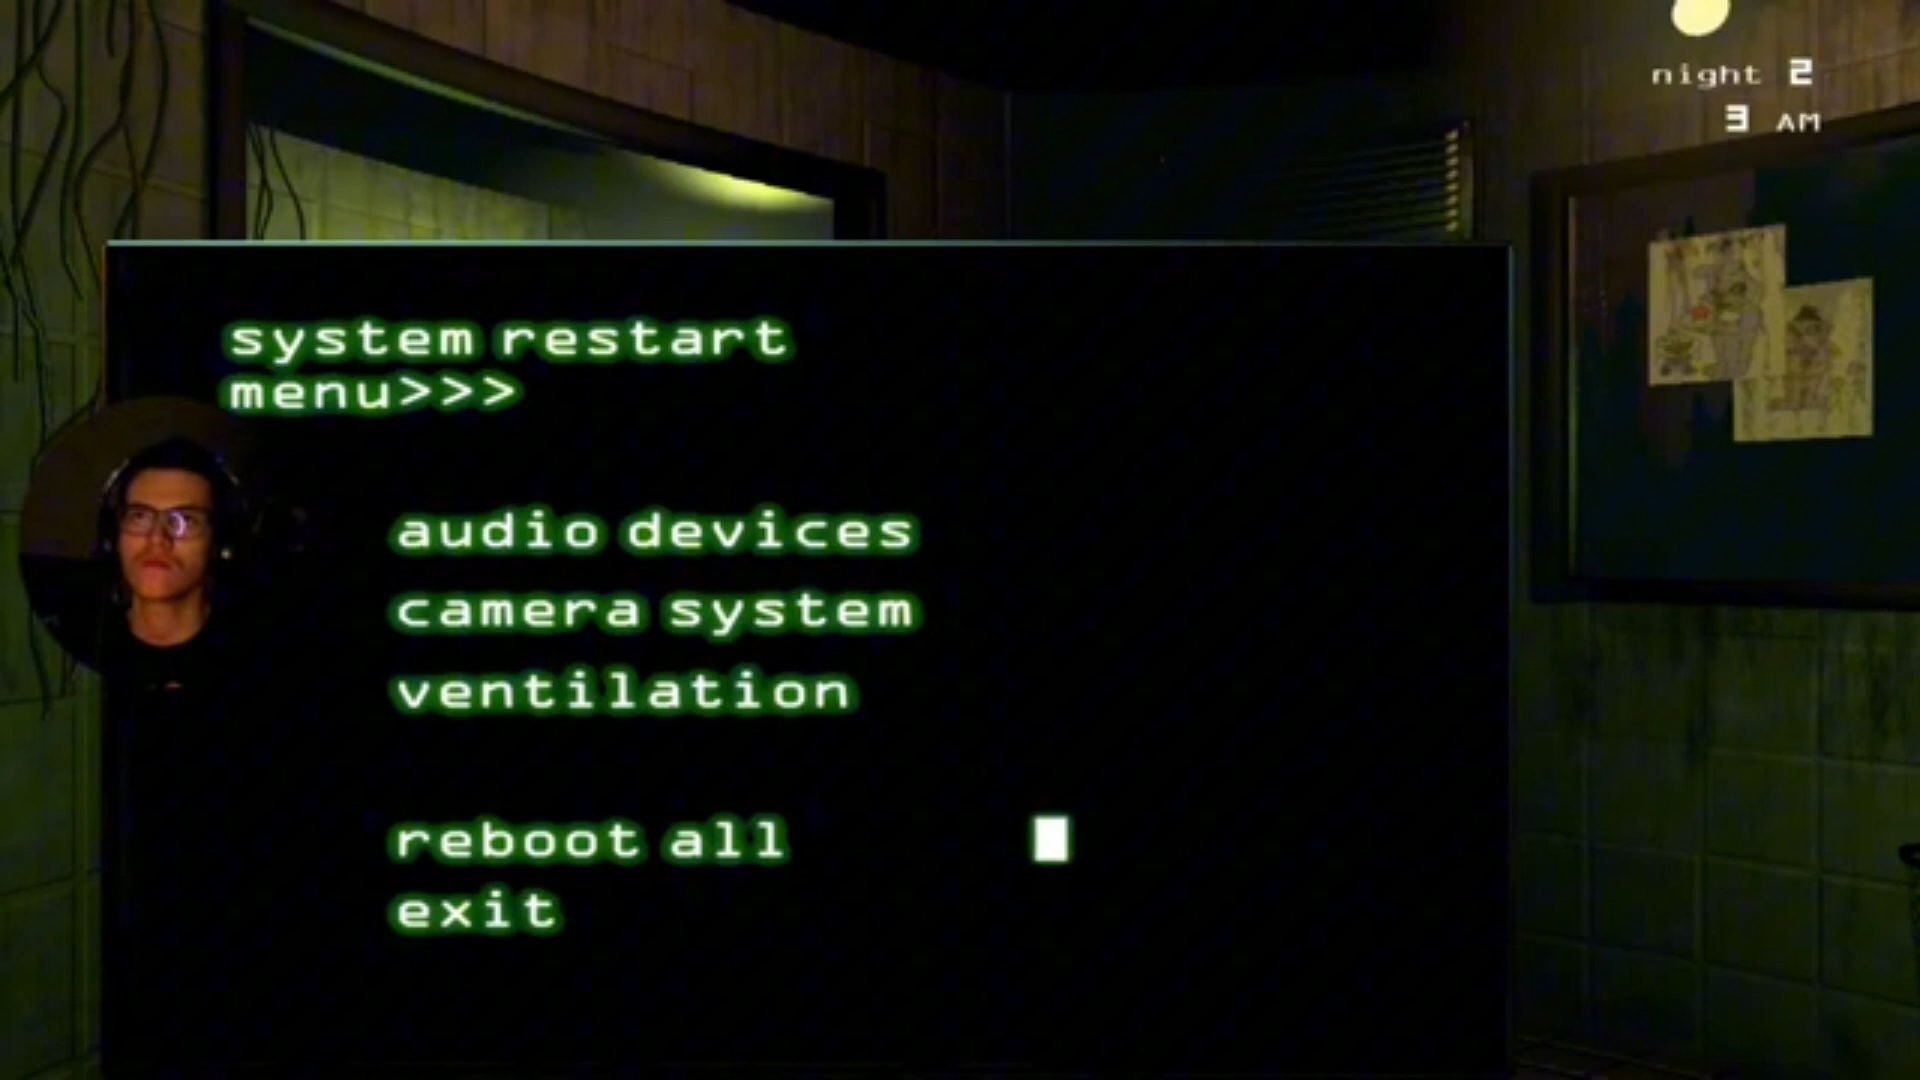 night 2
3 AM
system restart
menu>>>
audio devices
camera system
ventilation
reboot all
exit